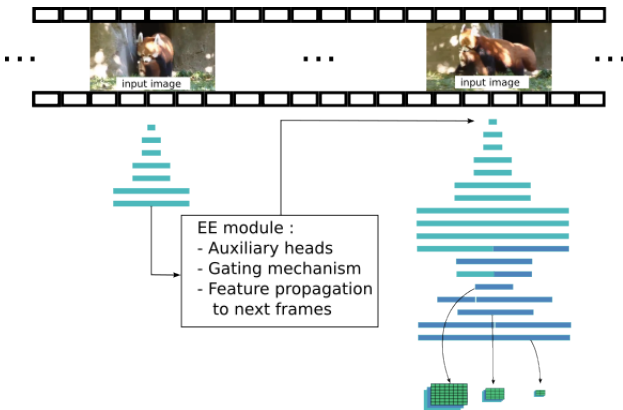 ...
...
...
input image
input image
EE module :
- Auxiliary heads
- Gating mechanism
- Feature propagation
to next frames